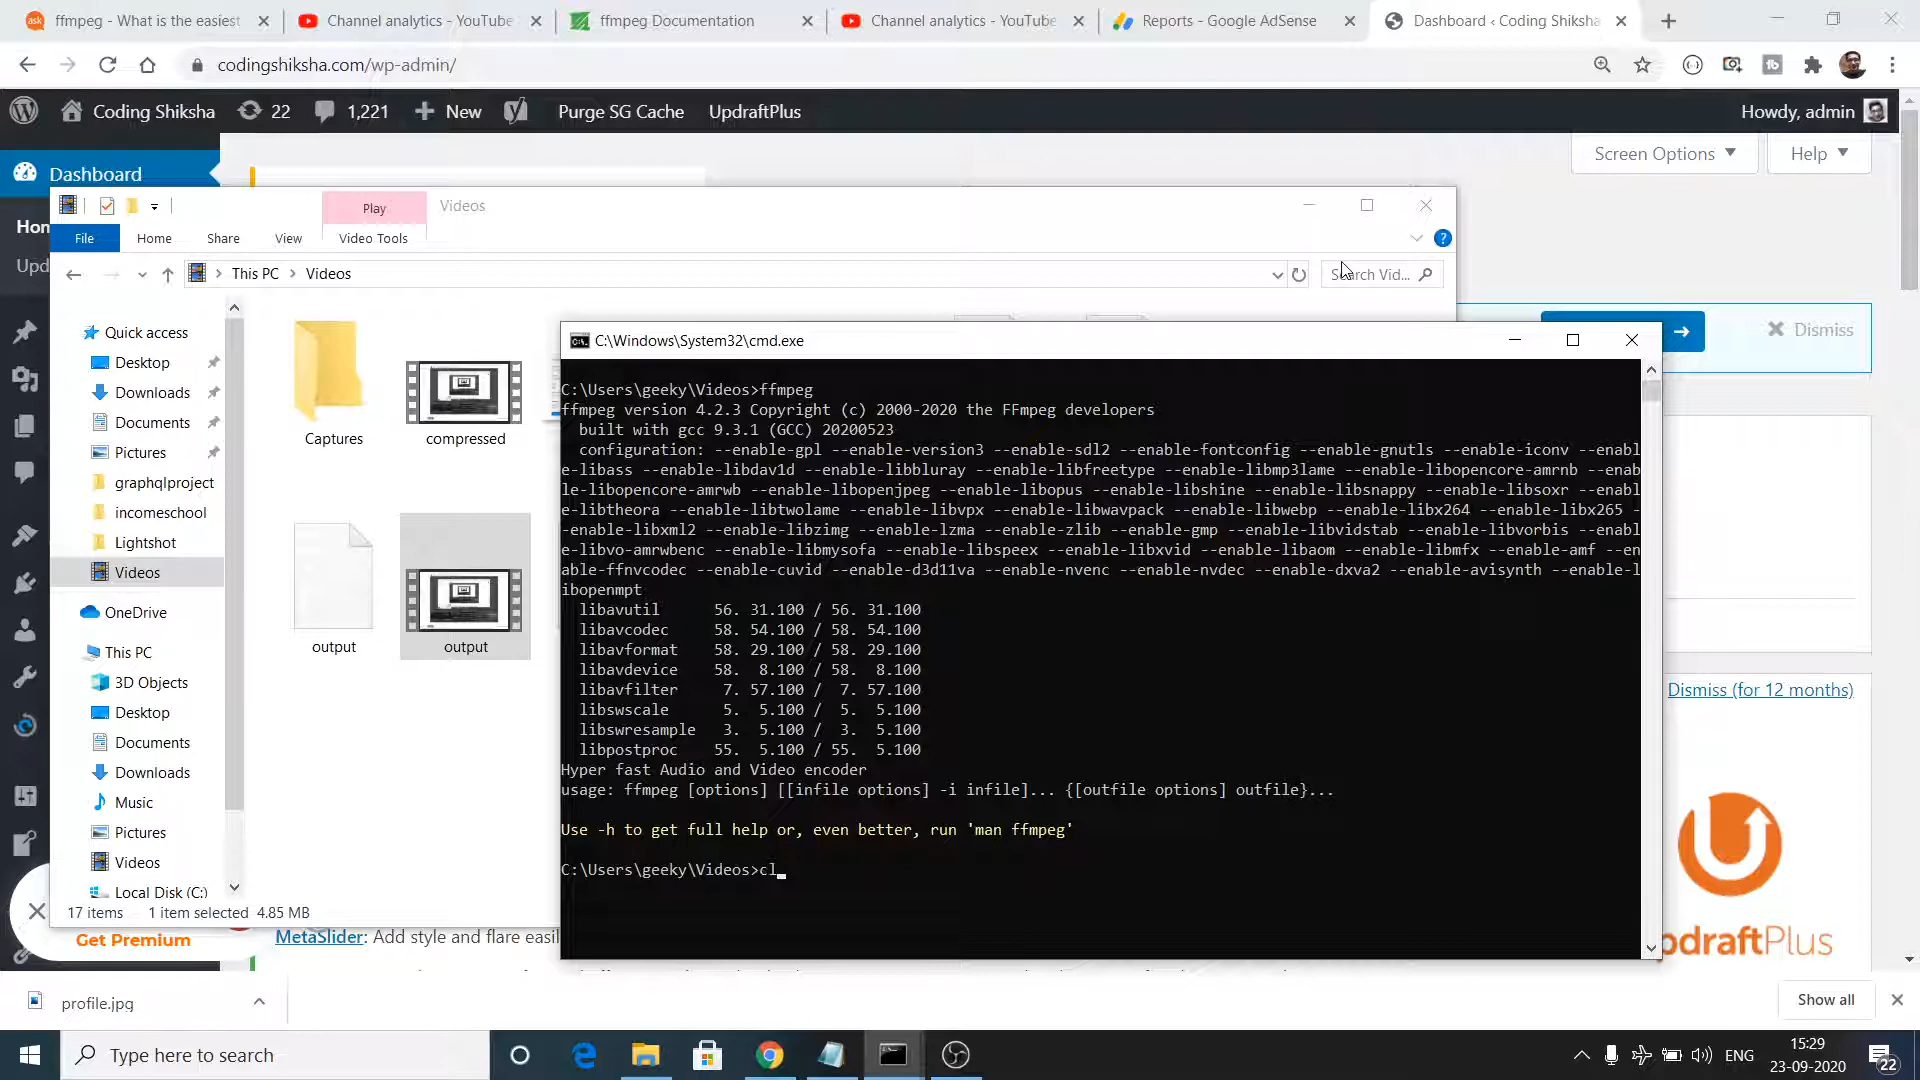 ffmpeg - What is the easiest
Channel analytics - YouTube
ffmpeg Documentation
Channel analytics - YouTube
Reports - Google AdSense
Dashboard ‹ Coding Shiksha
codingshiksha.com/wp-admin/
Coding Shiksha
22
1,221
New
Purge SG Cache
UpdraftPlus
Howdy, admin
Dashboard
Screen Options
Help
Play
Videos
File
Home
Share
View
Video Tools
This PC
Videos
Search Vid...
Dismiss
Quick access
Desktop
Downloads
Documents
Pictures
graphqlproject
incomeschool
Lightshot
Videos
OneDrive
This PC
3D Objects
Desktop
Documents
Downloads
Music
Pictures
Videos
Local Disk (C:)
Captures
compressed
output
output
17 items
1 item selected 4.85 MB
C:\Windows\System32\cmd.exe
C:\Users\geeky\Videos>ffmpeg
ffmpeg version 4.2.3 Copyright (c) 2000-2020 the FFmpeg developers
built with gcc 9.3.1 (GCC) 20200523
configuration: --enable-gpl --enable-version3 --enable-sdl2 --enable-fontconfig --enable-gnutls --enable-iconv --enabl
e-libass --enable-libdav1d --enable-libbluray --enable-libfreetype --enable-libmp3lame --enable-libopencore-amrnb --enab
le-libopencore-amrwb --enable-libopenjpeg --enable-libopus --enable-libshine --enable-libsnappy --enable-libsoxr --enabl
e-libtheora --enable-libtwolame --enable-libvpx --enable-libwavpack --enable-libwebp --enable-libx264 --enable-libx265 -
-enable-libxml2 --enable-libzimg --enable-lzma --enable-zlib --enable-gmp --enable-libvidstab --enable-libvorbis --enabl
e-libvo-amrwbenc --enable-libmysofa --enable-libspeex --enable-libxvid --enable-libaom --enable-libmfx --enable-amf --en
able-ffnvcodec --enable-cuvid --enable-d3d11va --enable-nvenc --enable-nvdec --enable-dxva2 --enable-avisynth --enable-l
ibopenmpt
libavutil 56. 31.100 / 56. 31.100
libavcodec 58. 54.100 / 58. 54.100
libavformat 58. 29.100 / 58. 29.100
libavdevice 58. 8.100 / 58. 8.100
libavfilter 7. 57.100 / 7. 57.100
libswscale 5. 5.100 / 5. 5.100
libswresample 3. 5.100 / 3. 5.100
libpostproc 55. 5.100 / 55. 5.100
Hyper fast Audio and Video encoder
usage: ffmpeg [options] [[infile options] -i infile]... {[outfile options] outfile}...
Use -h to get full help or, even better, run 'man ffmpeg'
C:\Users\geeky\Videos>cl
Dismiss (for 12 months)
Get Premium
MetaSlider: Add style and flare easil
pdraftPlus
profile.jpg
Show all
Type here to search
ENG
15:29
23-09-2020
22